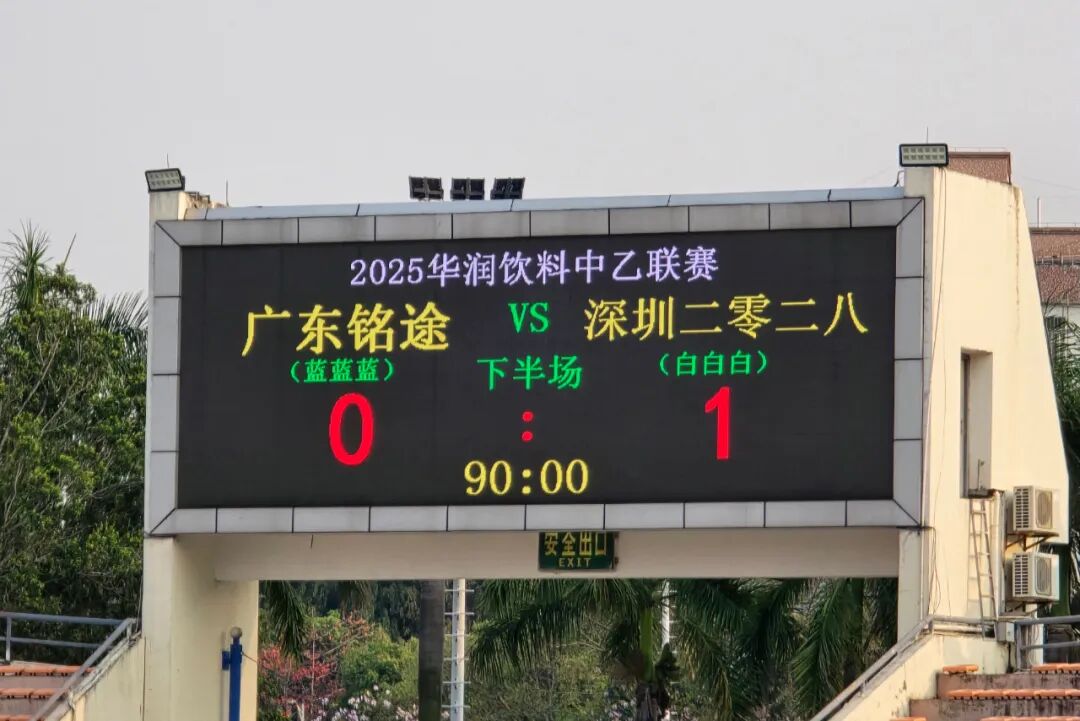 2025华润饮料中乙联赛
广东铭途 VS 深圳二零二八
（蓝蓝蓝） 下半场 （白白白）
0 : 1
90:00
安全出口
EXIT